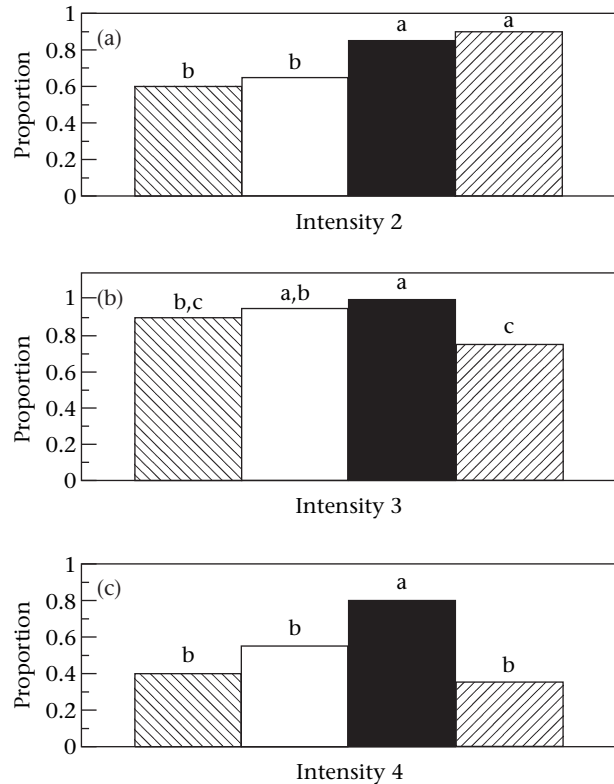 1
(a)
a
a
0.8
b
b
0.6
0.4
0.2
0
Proportion
Intensity 2
(b)
1
b,c
a,b
a
c
0.8
0.6
0.4
0.2
0
Proportion
Intensity 3
1
(c)
a
0.8
b
0.6
b
b
0.4
0.2
0
Proportion
Intensity 4